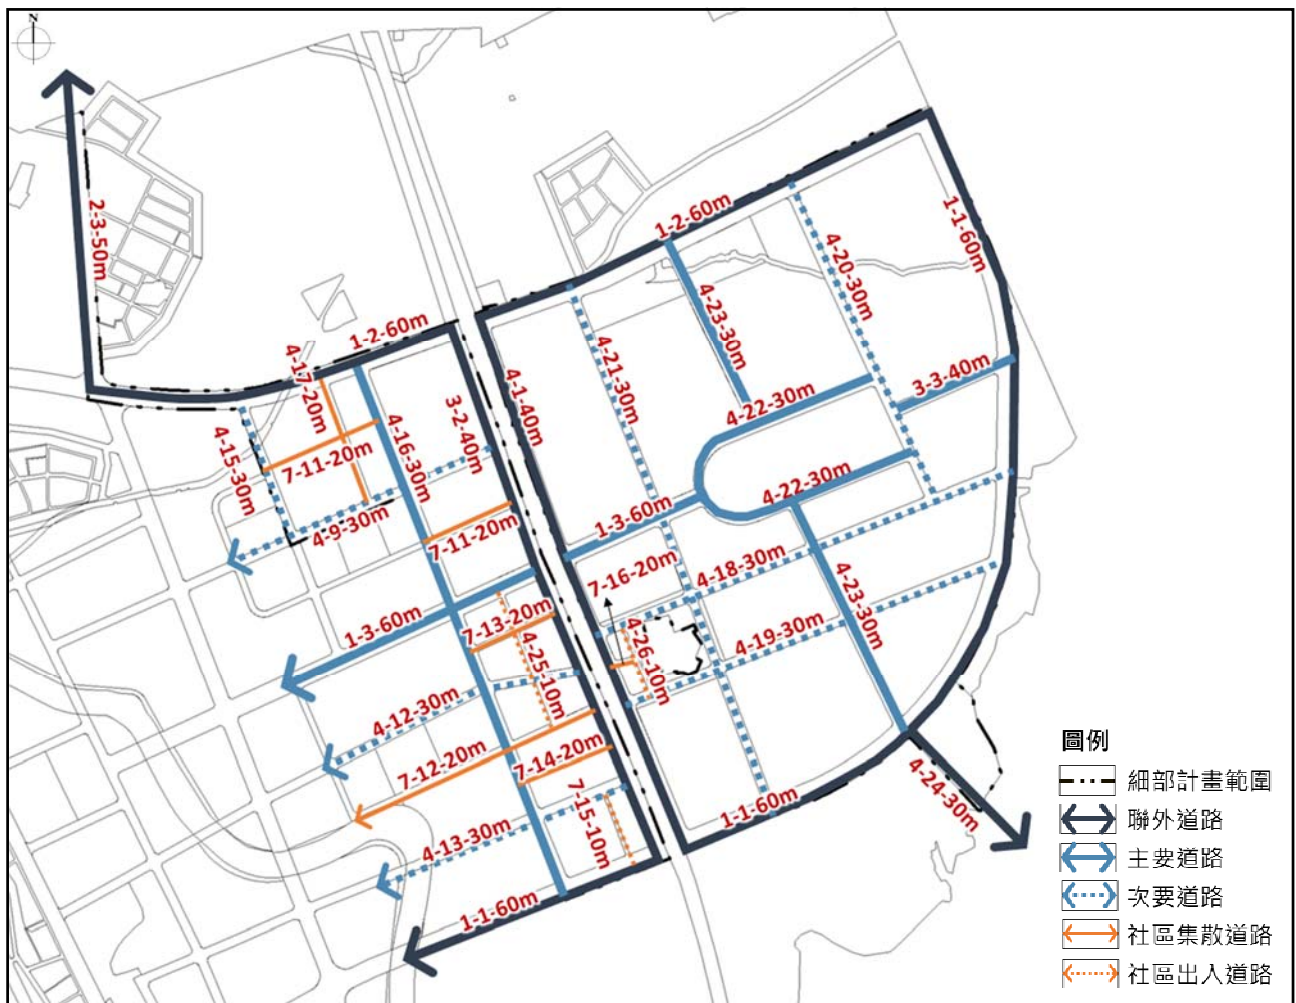 N
2-3-50m
1-2-60m
1-1-60m
4-20-30m
4-23-30m
4-21-30m
1-2-60m
4-17-20m
4-1-40m
3-3-40m
4-22-30m
3-2-40m
4-16-30m
4-15-30m
7-11-20m
4-22-30m
4-9-30m
7-11-20m
1-3-60m
7-16-20m
4-18-30m
4-23-30m
1-3-60m
7-13-20m
4-25-10m
4-26-10m
4-19-30m
4-12-30m
7-12-20m
7-14-20m
7-15-10m
4-13-30m
1-1-60m
4-24-30m
1-1-60m
圖例
細部計畫範圍
聯外道路
主要道路
次要道路
社區集散道路
社區出入道路